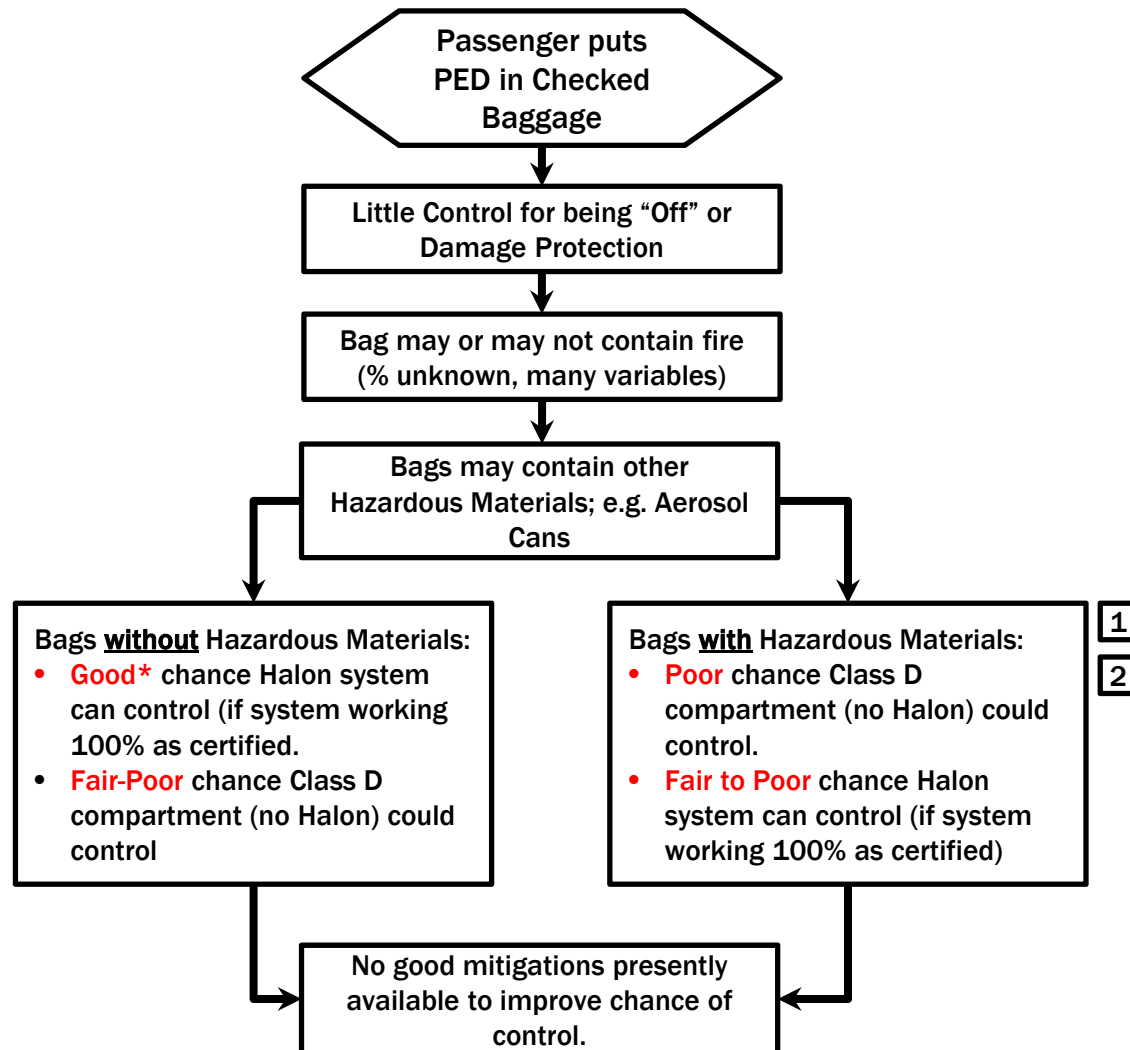 Passenger puts
PED in Checked
Baggage
Little Control for being “Off” or
Damage Protection
Bag may or may not contain fire
(% unknown, many variables)
Bags may contain other
Hazardous Materials; e.g. Aerosol
Cans
Bags without Hazardous Materials:
• Good* chance Halon system
can control (if system working
100% as certified.
• Fair-Poor chance Class D
compartment (no Halon) could
control
Bags with Hazardous Materials:
• Poor chance Class D
compartment (no Halon) could
control.
• Fair to Poor chance Halon
system can control (if system
working 100% as certified)
1
2
No good mitigations presently
available to improve chance of
control.